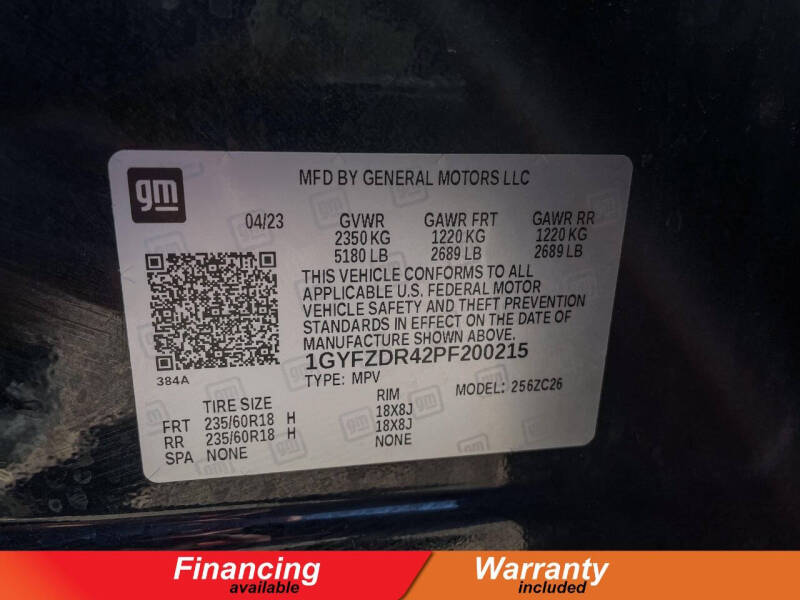 gm
MFD BY GENERAL MOTORS LLC
04/23 GVWR GAWR FRT GAWR RR
2350 KG 1220 KG 1220 KG
5180 LB 2689 LB 2689 LB
THIS VEHICLE CONFORMS TO ALL
APPLICABLE U.S. FEDERAL MOTOR
VEHICLE SAFETY AND THEFT PREVENTION
STANDARDS IN EFFECT ON THE DATE OF
MANUFACTURE SHOWN ABOVE.
1GYFZDR42PF200215
384A
TYPE: MPV MODEL: 256ZC26
TIRE SIZE RIM
FRT 235/60R18 H 18X8J
RR 235/60R18 H 18X8J
SPA NONE NONE
Financing available
Warranty included